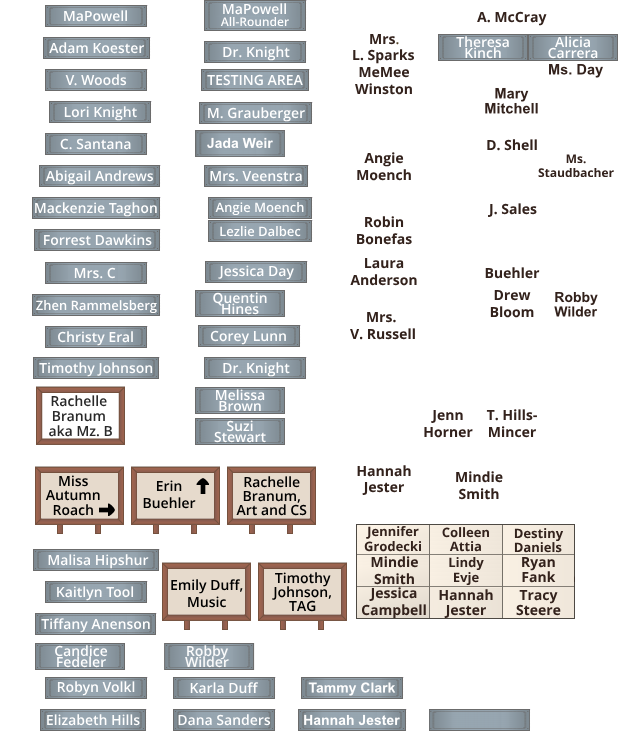 MaPowell
Adam Koester
V. Woods
Lori Knight
C. Santana
Abigail Andrews
Mackenzie Taghon
Forrest Dawkins
Mrs. C
Zhen Rammelsberg
Christy Eral
Timothy Johnson
Rachelle
Branum
aka Mz. B
MaPowell
All-Rounder
Dr. Knight
TESTING AREA
M. Grauberger
Jada Weir
Mrs. Veenstra
Angie Moench
Lezlie Dalbec
Jessica Day
Quentin
Hines
Corey Lunn
Dr. Knight
Melissa
Brown
Suzi
Stewart
Mrs.
L. Sparks
MeMee
Winston
Angie
Moench
Robin
Bonefas
Laura
Anderson
Mrs.
V. Russell
A. McCray
Theresa
Kinch
Alicia
Carrera
Ms. Day
Mary
Mitchell
D. Shell
Ms.
Staudbacher
J. Sales
Buehler
Drew
Bloom
Robby
Wilder
Jenn
Horner
T. Hills-
Mincer
Hannah
Jester
Mindie
Smith
Miss
Autumn
Roach
Erin
Buehler
Rachelle
Branum,
Art and CS
Jennifer
Grodecki
Colleen
Attia
Destiny
Daniels
Mindie
Smith
Lindy
Evje
Ryan
Fank
Jessica
Campbell
Hannah
Jester
Tracy
Steere
Malisa Hipshur
Kaitlyn Tool
Tiffany Anenson
Emily Duff,
Music
Timothy
Johnson,
TAG
Candice
Fedeler
Robby
Wilder
Robyn Volkl
Karla Duff
Tammy Clark
Elizabeth Hills
Dana Sanders
Hannah Jester